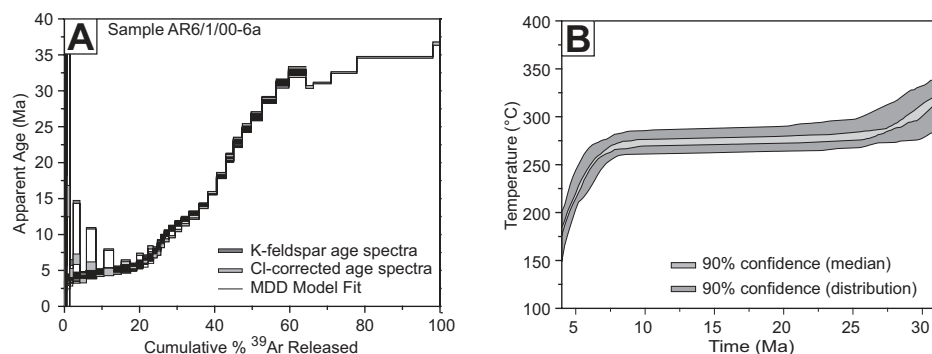 A
Sample AR6/1/00-6a
40
35
30
25
20
15
10
5
0
Apparent Age (Ma)
K-feldspar age spectra
Cl-corrected age spectra
MDD Model Fit
0 20 40 60 80 100
Cumulative % ³⁹Ar Released
B
400
350
300
250
200
150
100
Temperature (°C)
90% confidence (median)
90% confidence (distribution)
5 10 15 20 25 30
Time (Ma)